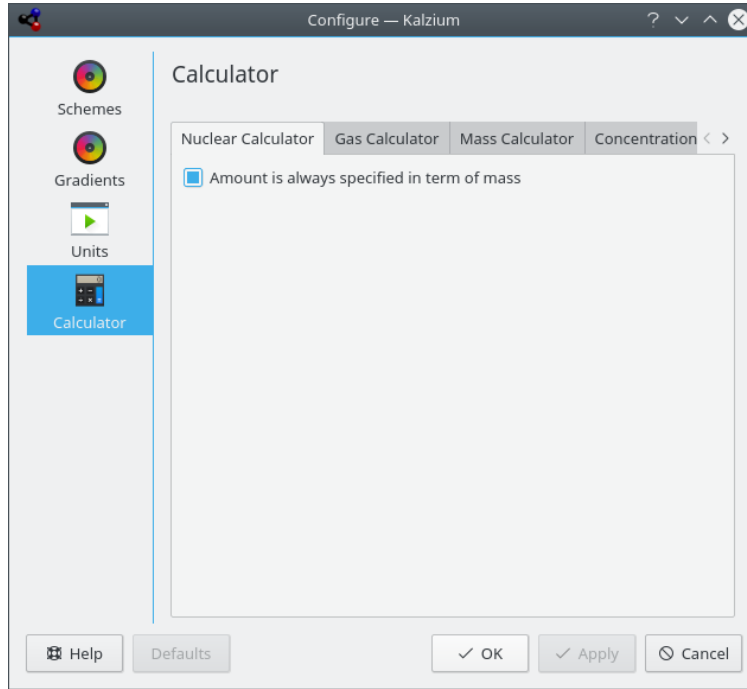 Configure — Kalzium
Schemes
Gradients
Units
Calculator
Calculator
Nuclear Calculator
Gas Calculator
Mass Calculator
Concentration
Amount is always specified in term of mass
Help
Defaults
OK
Apply
Cancel